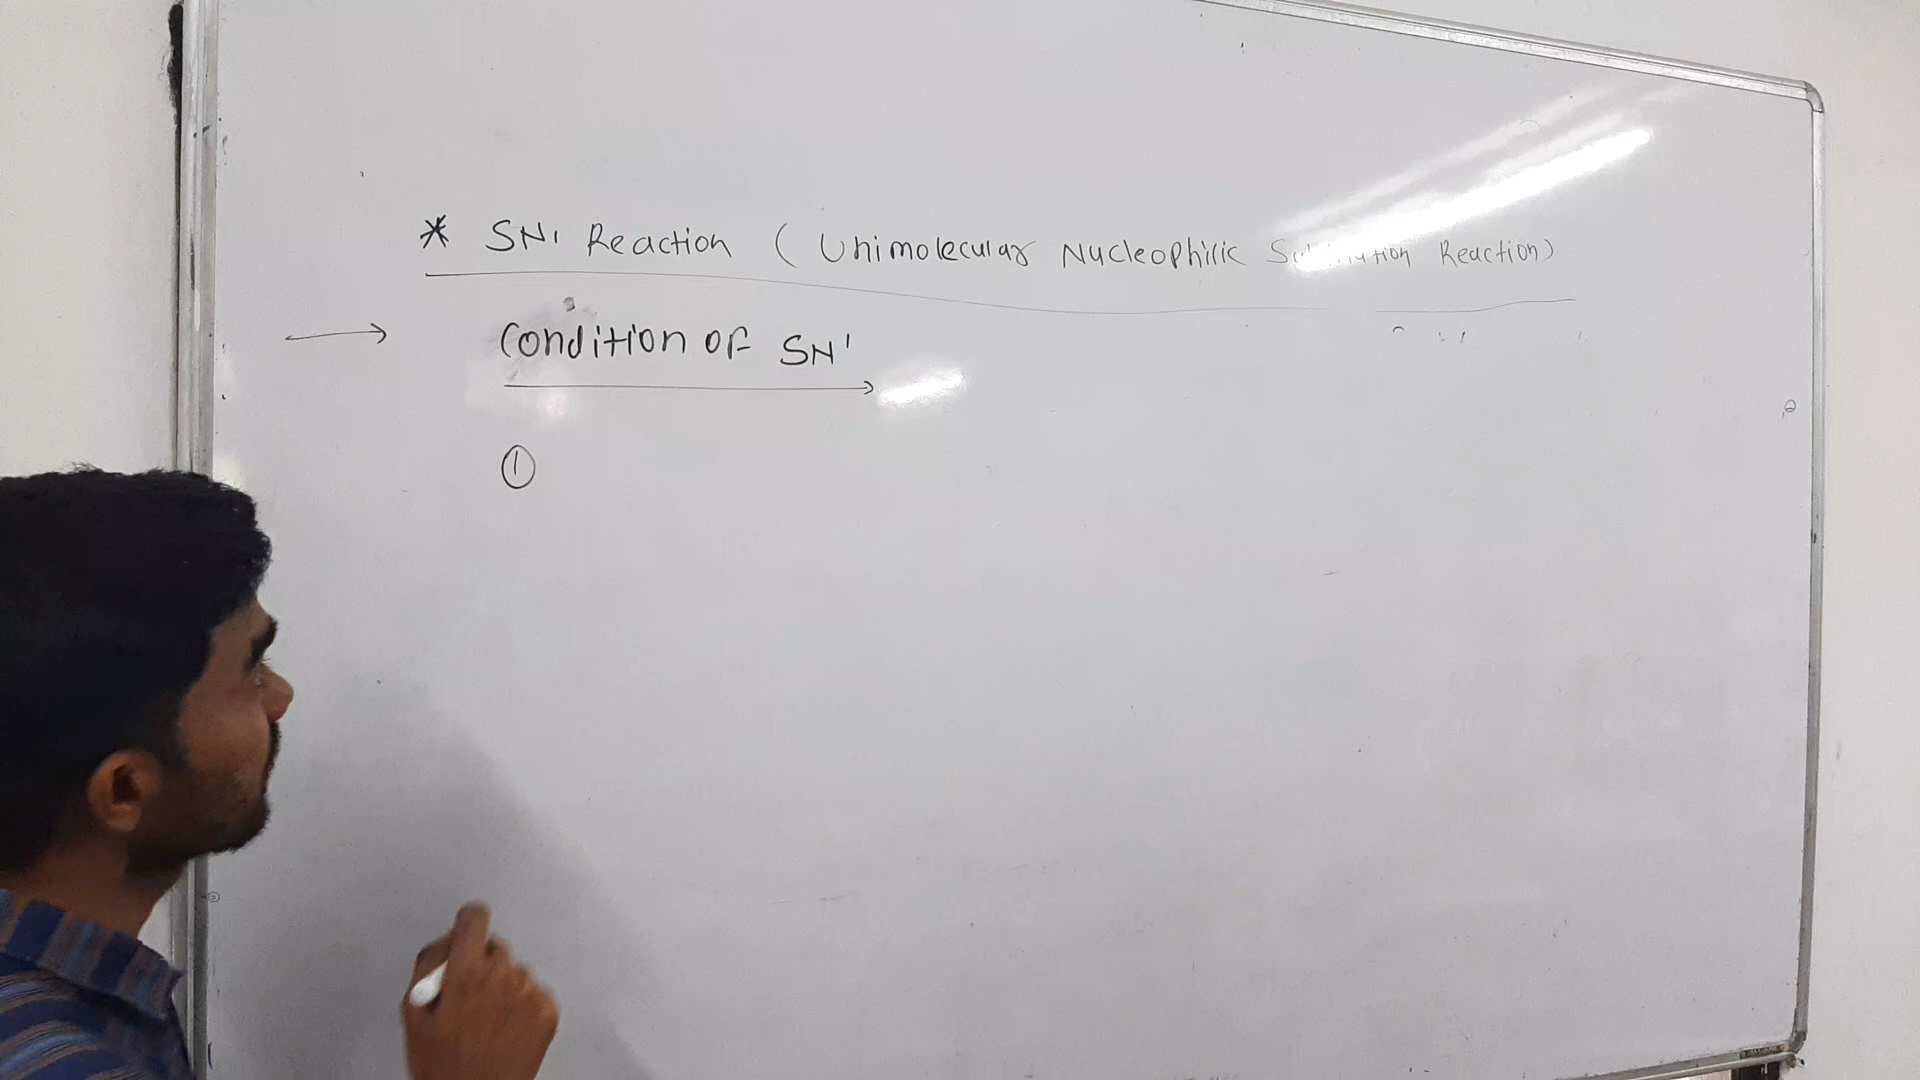 * SN1 Reaction ( Unimolecular Nucleophilic Reaction)
→ Condition of SN1
①